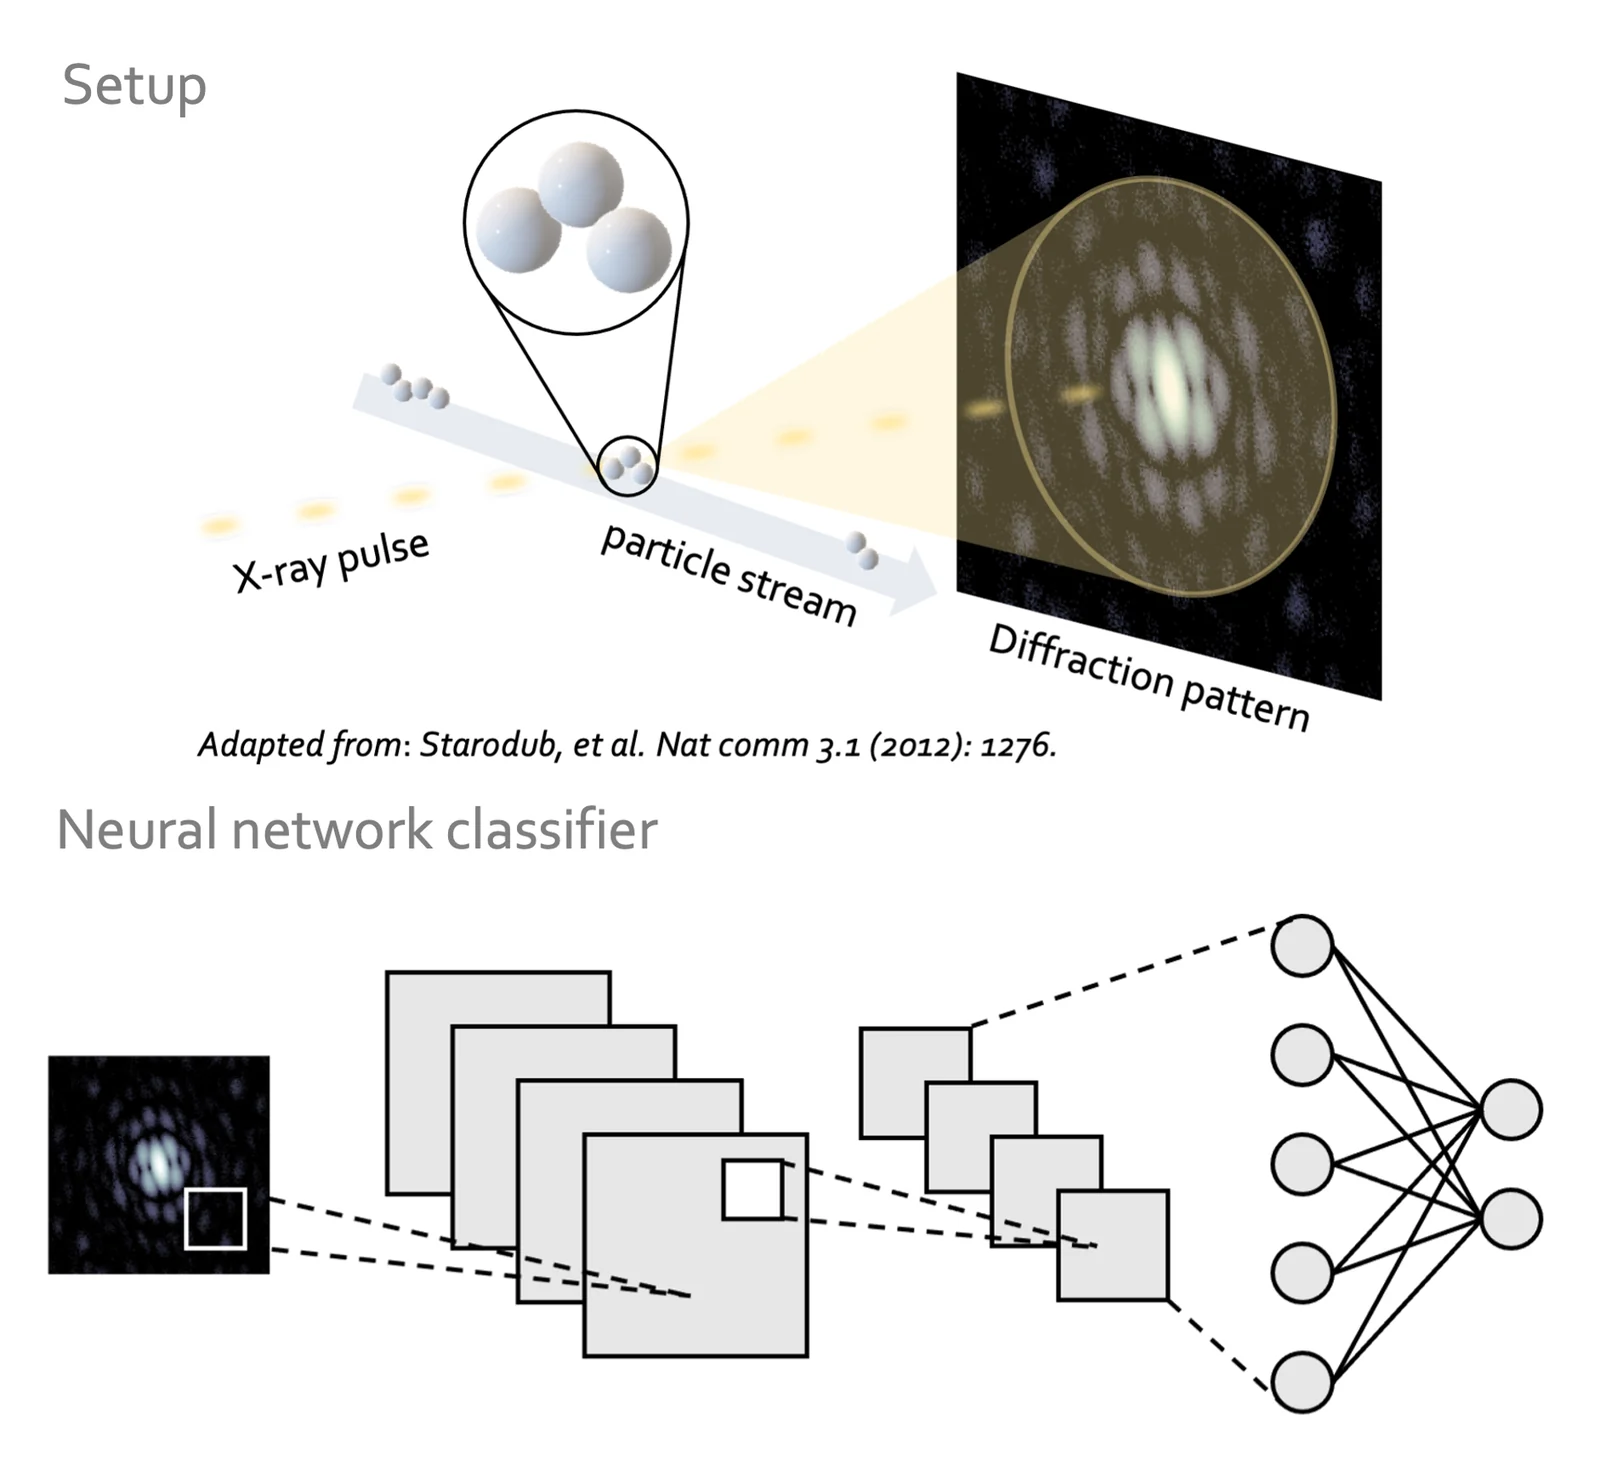 Setup
X-ray pulse
particle stream
Diffraction pattern
Adapted from: Starodub, et al. Nat comm 3.1 (2012): 1276.
Neural network classifier